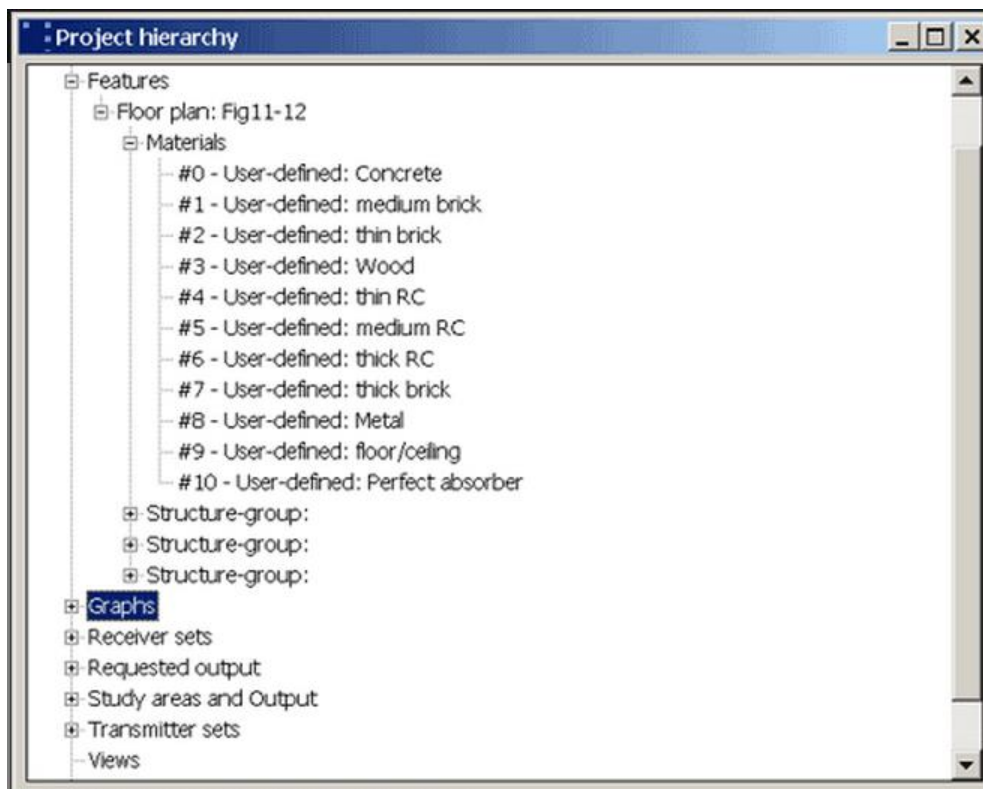 Project hierarchy
Features
Floor plan: Fig11-12
Materials
#0 - User-defined: Concrete
#1 - User-defined: medium brick
#2 - User-defined: thin brick
#3 - User-defined: Wood
#4 - User-defined: thin RC
#5 - User-defined: medium RC
#6 - User-defined: thick RC
#7 - User-defined: thick brick
#8 - User-defined: Metal
#9 - User-defined: floor/ceiling
#10 - User-defined: Perfect absorber
Structure-group:
Structure-group:
Structure-group:
Graphs
Receiver sets
Requested output
Study areas and Output
Transmitter sets
Views